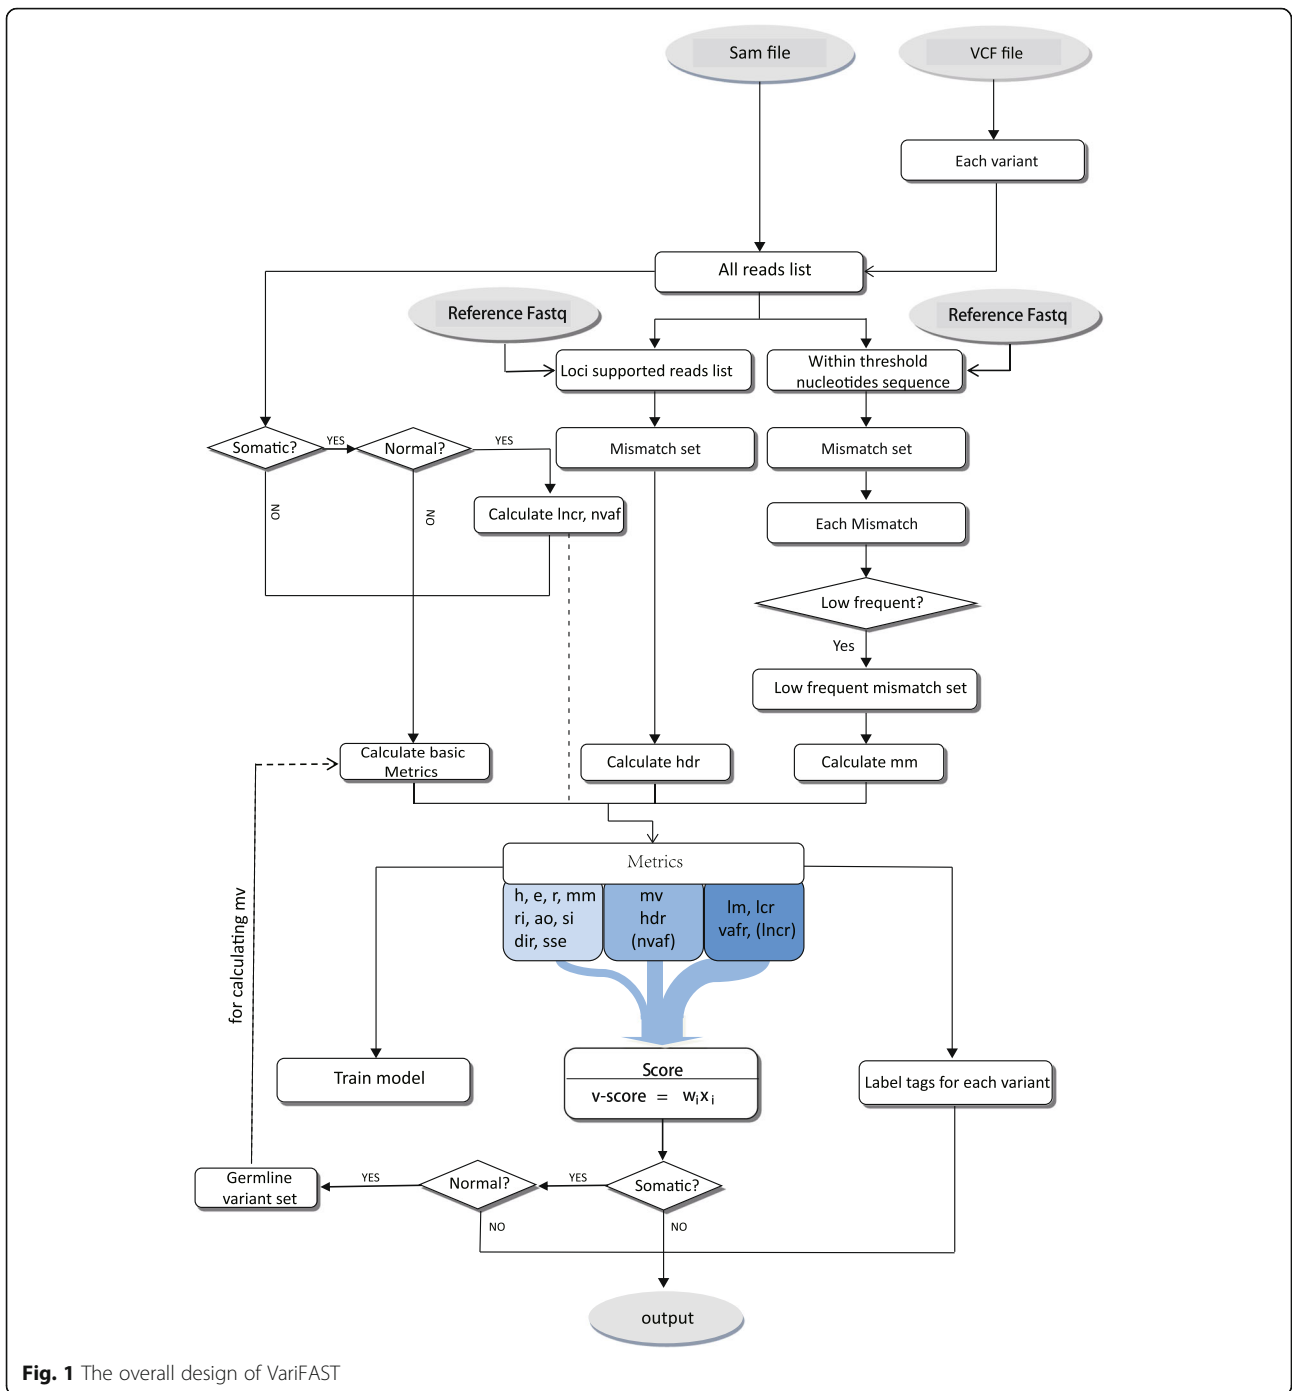 Sam file
VCF file
Each variant
All reads list
Reference Fastq
Reference Fastq
Loci supported reads list
Within threshold
nucleotides sequence
Somatic?
YES
Normal?
YES
Mismatch set
Mismatch set
NO
NO
Calculate lncr, nvaf
Each Mismatch
Low frequent?
Yes
Low frequent mismatch set
Calculate basic
Metrics
Calculate hdr
Calculate mm
Metrics
h, e, r, mm
ri, ao, si
dir, sse
mv
hdr
(nvaf)
lm, lcr
vafr, (lncr)
for calculating mv
Train model
Score
v-score = wᵢxᵢ
Label tags for each variant
Germline
variant set
YES
Normal?
YES
Somatic?
NO
NO
output
Fig. 1 The overall design of VariFAST